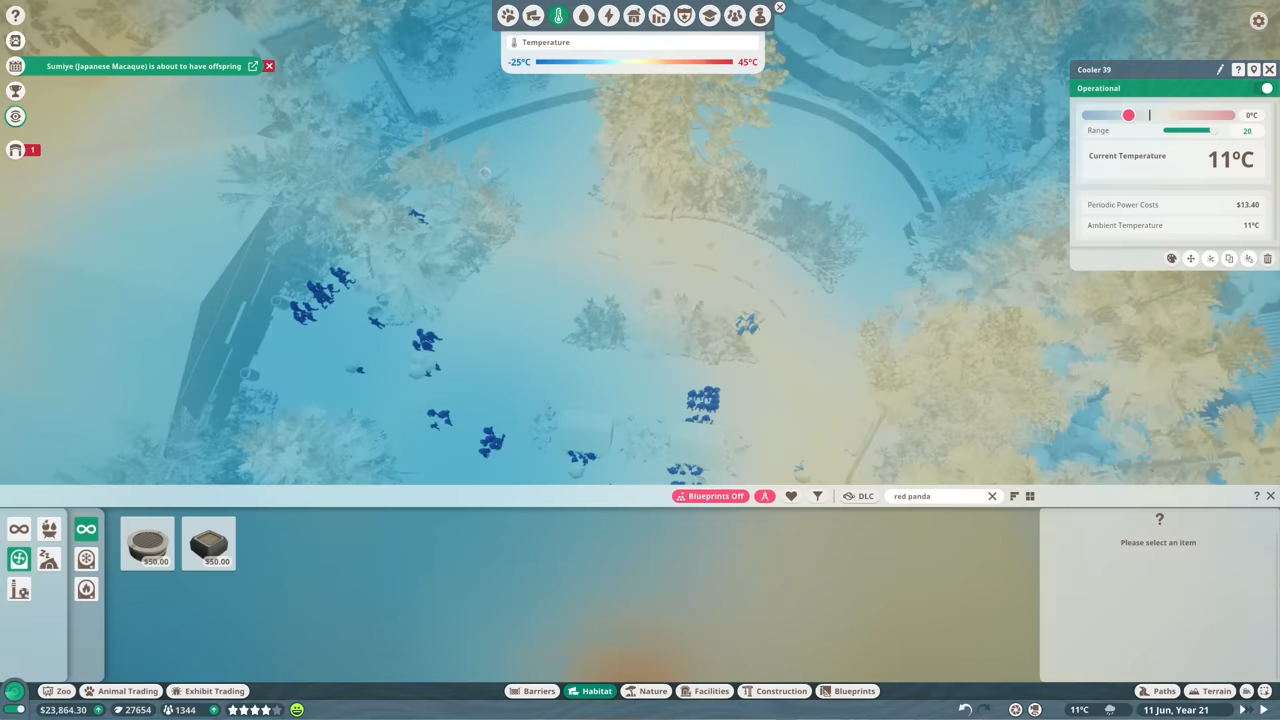 Temperature
-25°C
45°C
Sumiye (Japanese Macaque) is about to have offspring
1
Cooler 39
?
Operational
0°C
Range
20
Current Temperature
11°C
Periodic Power Costs
$13.40
Ambient Temperature
11°C
Blueprints Off
DLC
red panda
?
$50.00
$50.00
?
Please select an item
Zoo
Animal Trading
Exhibit Trading
Barriers
Habitat
Nature
Facilities
Construction
Blueprints
Paths
Terrain
$23,864.30
27654
1344
11°C
11 Jun, Year 21